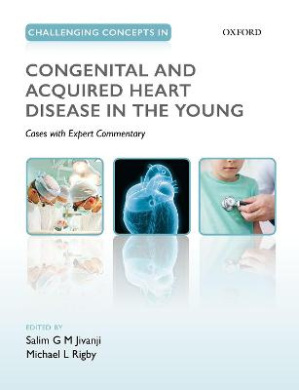 CHALLENGING CONCEPTS IN
OXFORD
CONGENITAL AND
ACQUIRED HEART
DISEASE IN THE YOUNG
Cases with Expert Commentary
EDITED BY
Salim G M Jivanji
Michael L Rigby